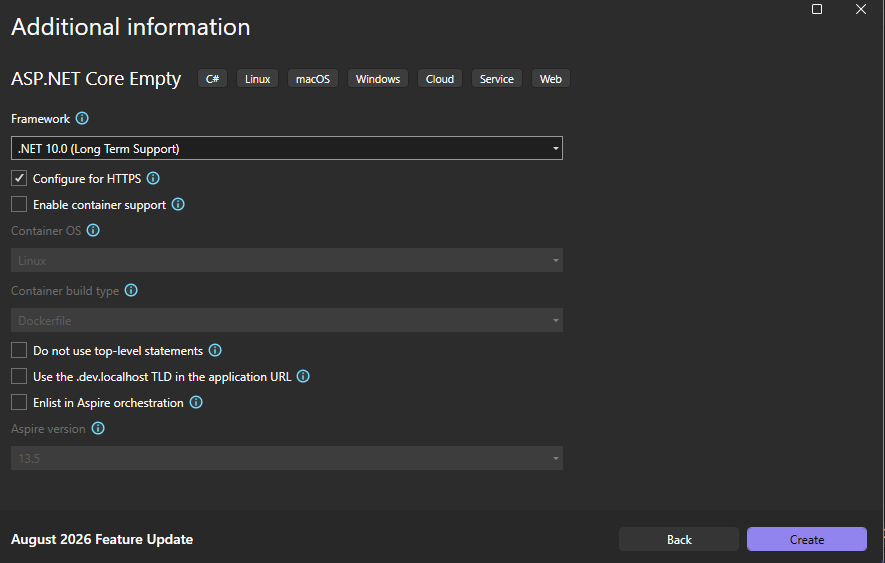 Additional information
ASP.NET Core Empty C# Linux macOS Windows Cloud Service Web
Framework
.NET 10.0 (Long Term Support)
Configure for HTTPS
Enable container support
Container OS
Linux
Container build type
Dockerfile
Do not use top-level statements
Use the .dev.localhost TLD in the application URL
Enlist in Aspire orchestration
Aspire version
13.5
August 2026 Feature Update Back Create